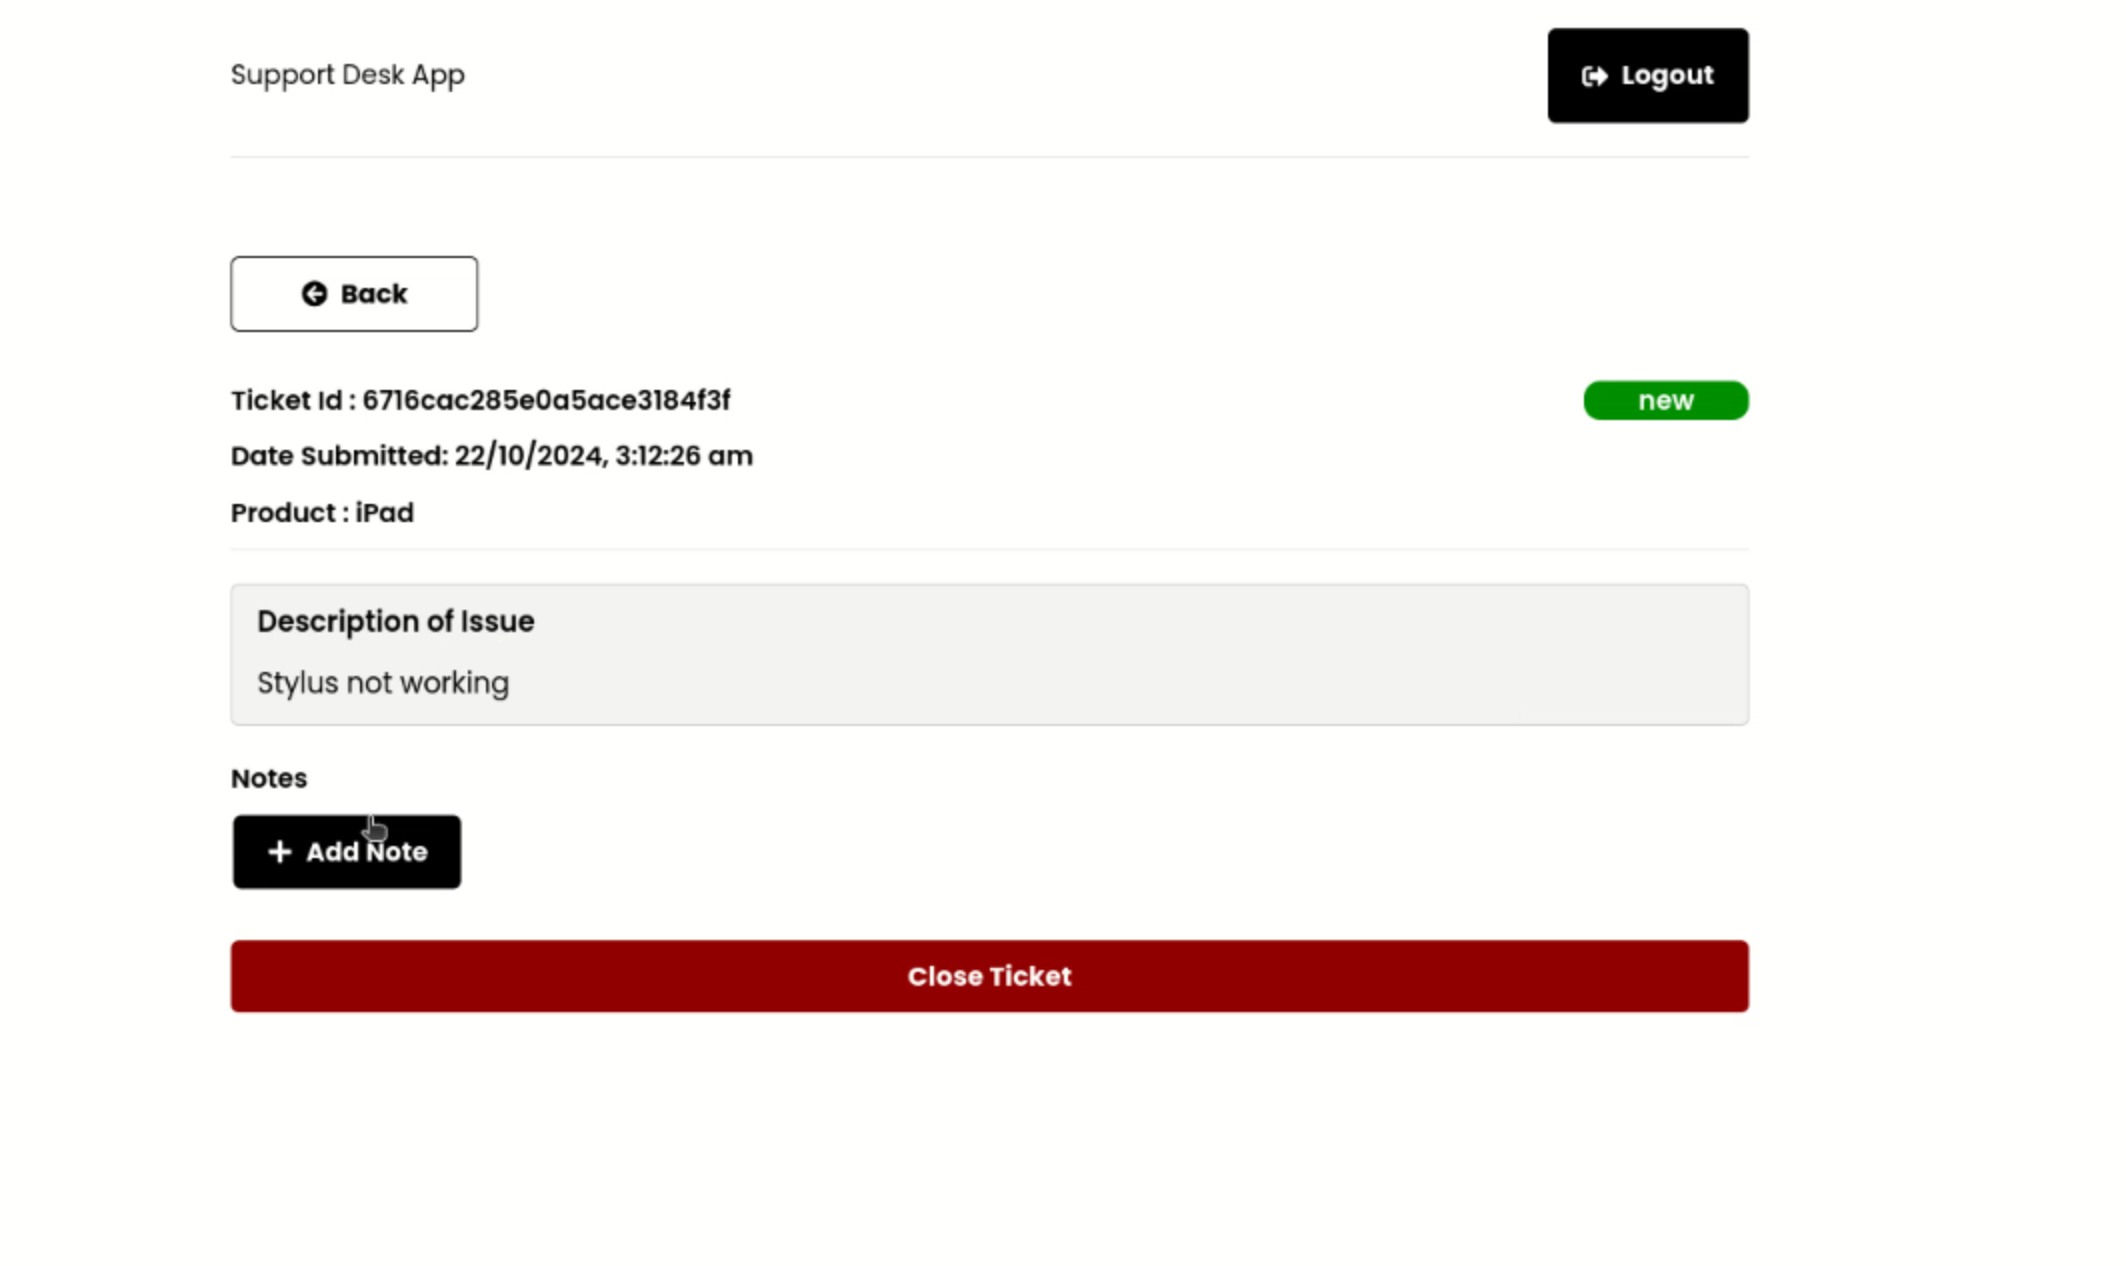 Support Desk App
Logout
Back
Ticket Id : 6716cac285e0a5ace3184f3f
new
Date Submitted: 22/10/2024, 3:12:26 am
Product : iPad
Description of Issue
Stylus not working
Notes
+ Add Note
Close Ticket